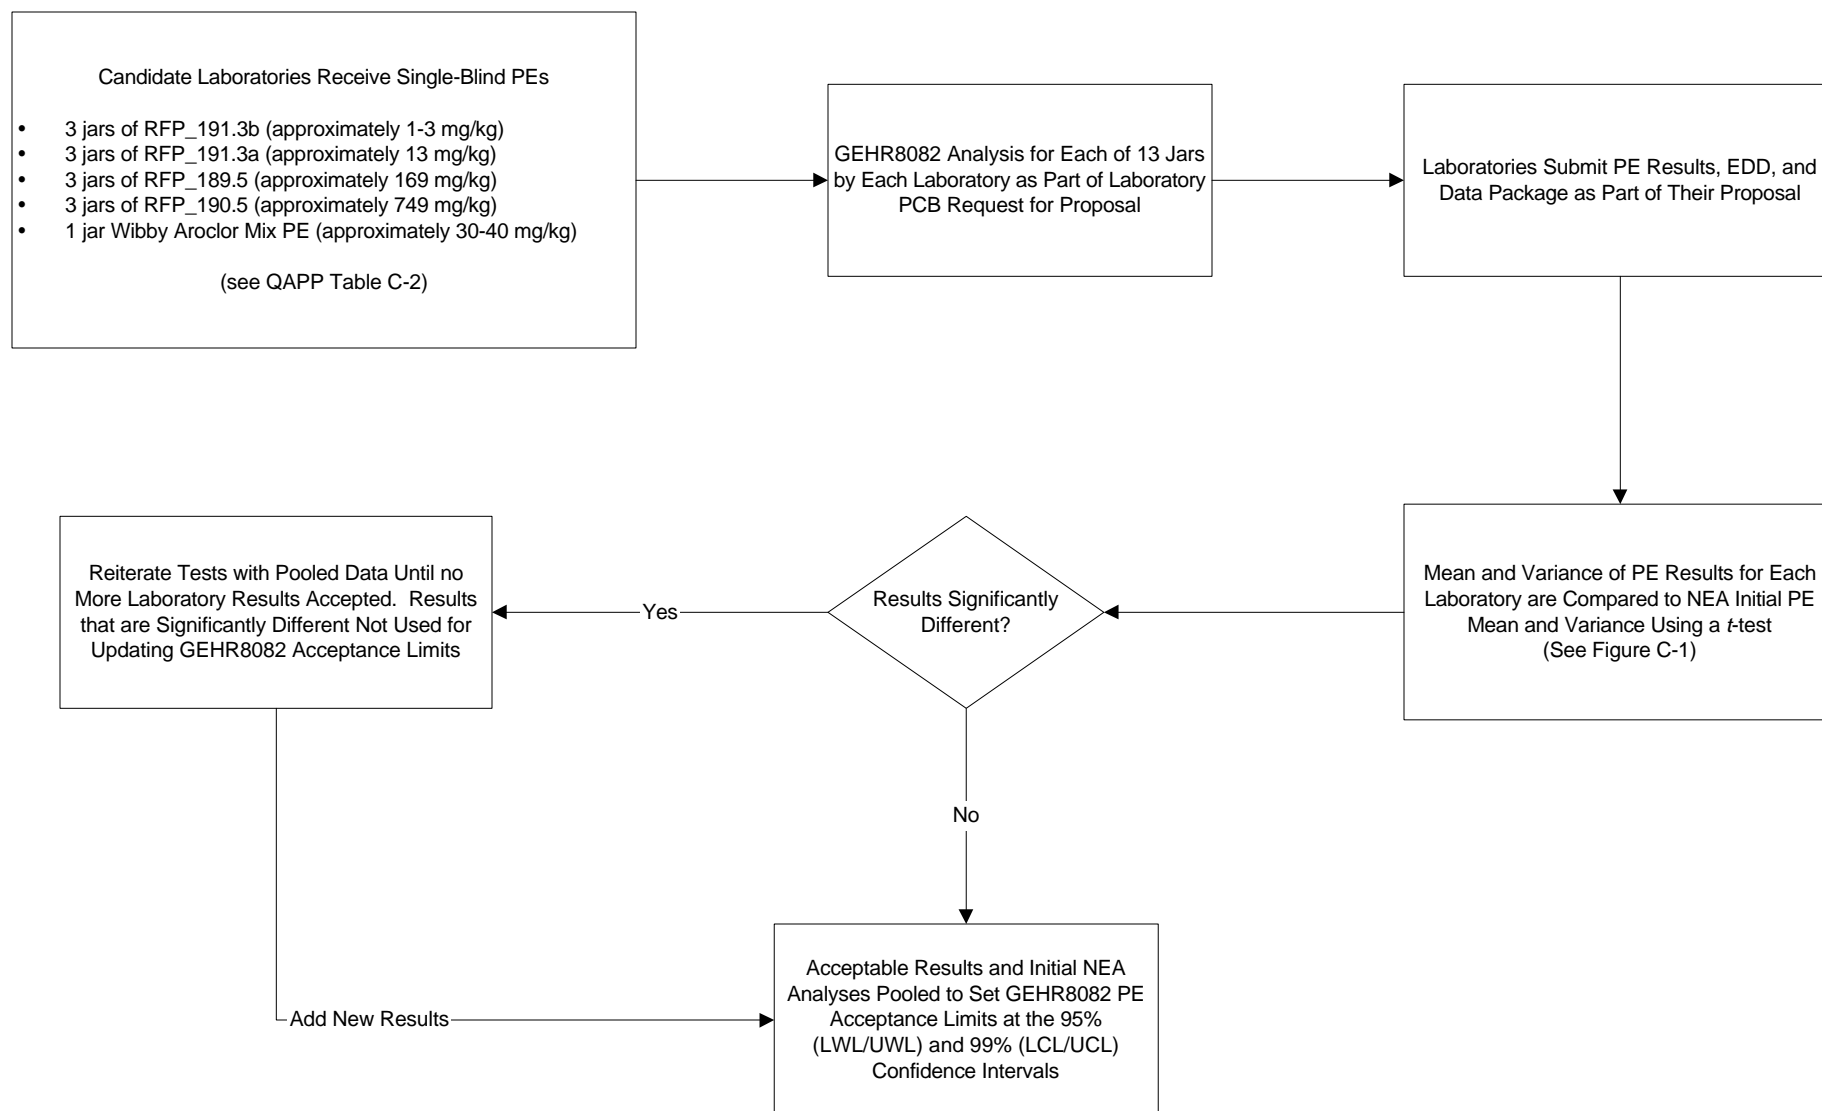 Candidate Laboratories Receive Single-Blind PEs
• 3 jars of RFP_191.3b (approximately 1-3 mg/kg)
• 3 jars of RFP_191.3a (approximately 13 mg/kg)
• 3 jars of RFP_189.5 (approximately 169 mg/kg)
• 3 jars of RFP_190.5 (approximately 749 mg/kg)
• 1 jar Wibby Aroclor Mix PE (approximately 30-40 mg/kg)
(see QAPP Table C-2)
GEHR8082 Analysis for Each of 13 Jars
by Each Laboratory as Part of Laboratory
PCB Request for Proposal
Laboratories Submit PE Results, EDD, and
Data Package as Part of Their Proposal
Mean and Variance of PE Results for Each
Laboratory are Compared to NEA Initial PE
Mean and Variance Using a t-test
(See Figure C-1)
Results Significantly
Different?
Yes
Reiterate Tests with Pooled Data Until no
More Laboratory Results Accepted.  Results
that are Significantly Different Not Used for
Updating GEHR8082 Acceptance Limits
No
Add New Results
Acceptable Results and Initial NEA
Analyses Pooled to Set GEHR8082 PE
Acceptance Limits at the 95%
(LWL/UWL) and 99% (LCL/UCL)
Confidence Intervals